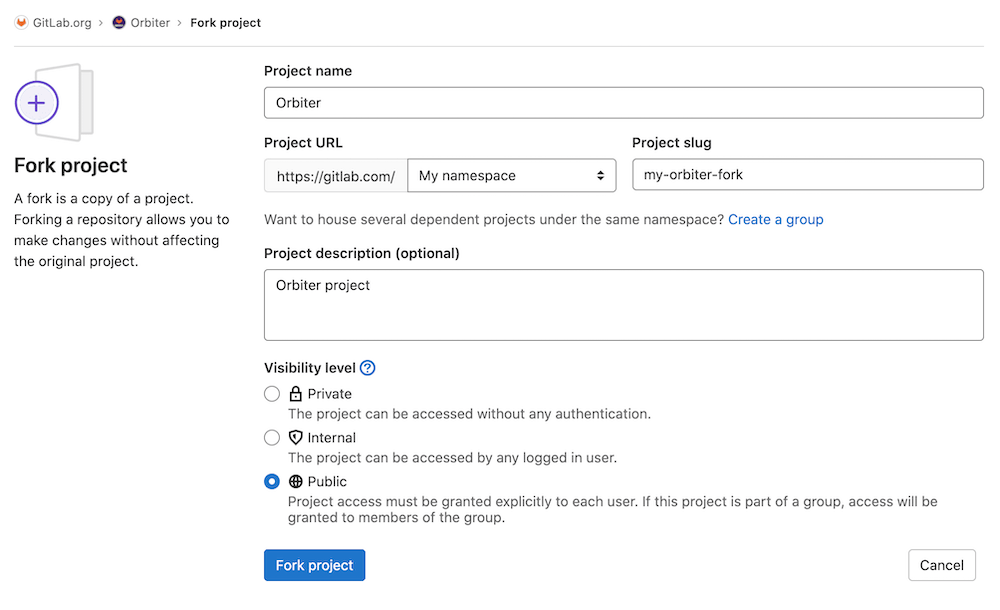 GitLab.org › Orbiter › Fork project
Fork project
A fork is a copy of a project.
Forking a repository allows you to
make changes without affecting
the original project.
Project name
Orbiter
Project URL
https://gitlab.com/ My namespace
Project slug
my-orbiter-fork
Want to house several dependent projects under the same namespace? Create a group
Project description (optional)
Orbiter project
Visibility level ?
Private
The project can be accessed without any authentication.
Internal
The project can be accessed by any logged in user.
Public
Project access must be granted explicitly to each user. If this project is part of a group, access will be
granted to members of the group.
Fork project
Cancel